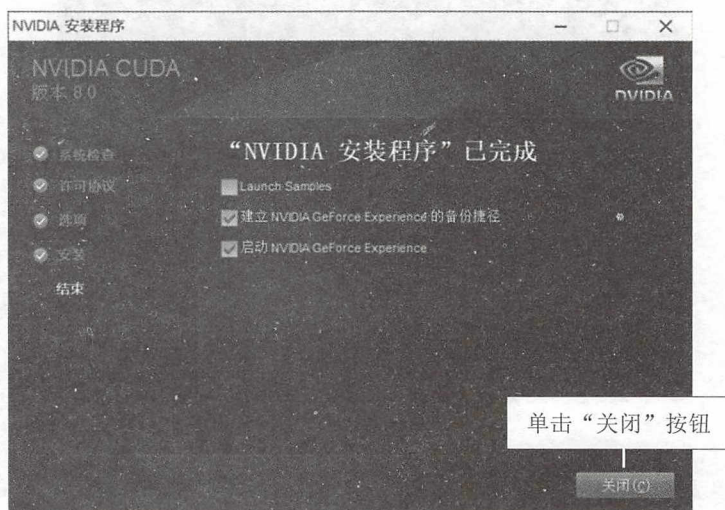 NVIDIA 安装程序
NVIDIA CUDA
版本 8.0
NVIDIA
系统检查
许可协议
选项
安装
结束
“NVIDIA 安装程序”已完成
Launch Samples
建立 NVIDIA GeForce Experience 的备份捷径
启动 NVIDIA GeForce Experience
单击“关闭”按钮
关闭(C)